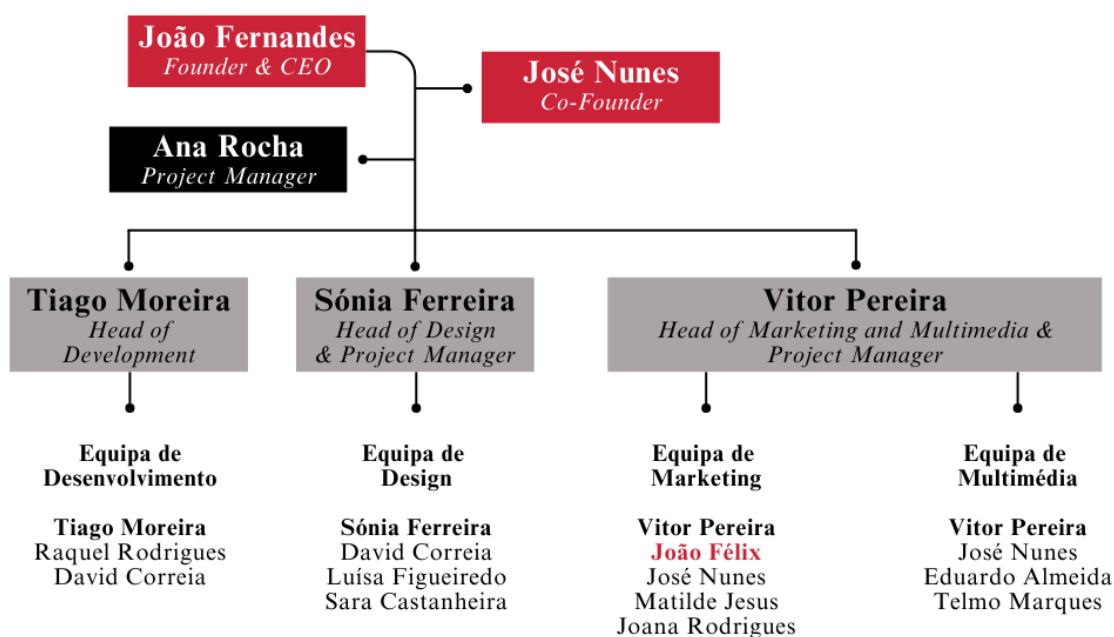 João Fernandes
Founder & CEO
José Nunes
Co-Founder
Ana Rocha
Project Manager
Tiago Moreira
Head of
Development
Sónia Ferreira
Head of Design
& Project Manager
Vitor Pereira
Head of Marketing and Multimedia &
Project Manager
Equipa de
Desenvolvimento
Tiago Moreira
Raquel Rodrigues
David Correia
Equipa de
Design
Sónia Ferreira
David Correia
Luísa Figueiredo
Sara Castanheira
Equipa de
Marketing
Vitor Pereira
João Félix
José Nunes
Matilde Jesus
Joana Rodrigues
Equipa de
Multimédia
Vitor Pereira
José Nunes
Eduardo Almeida
Telmo Marques